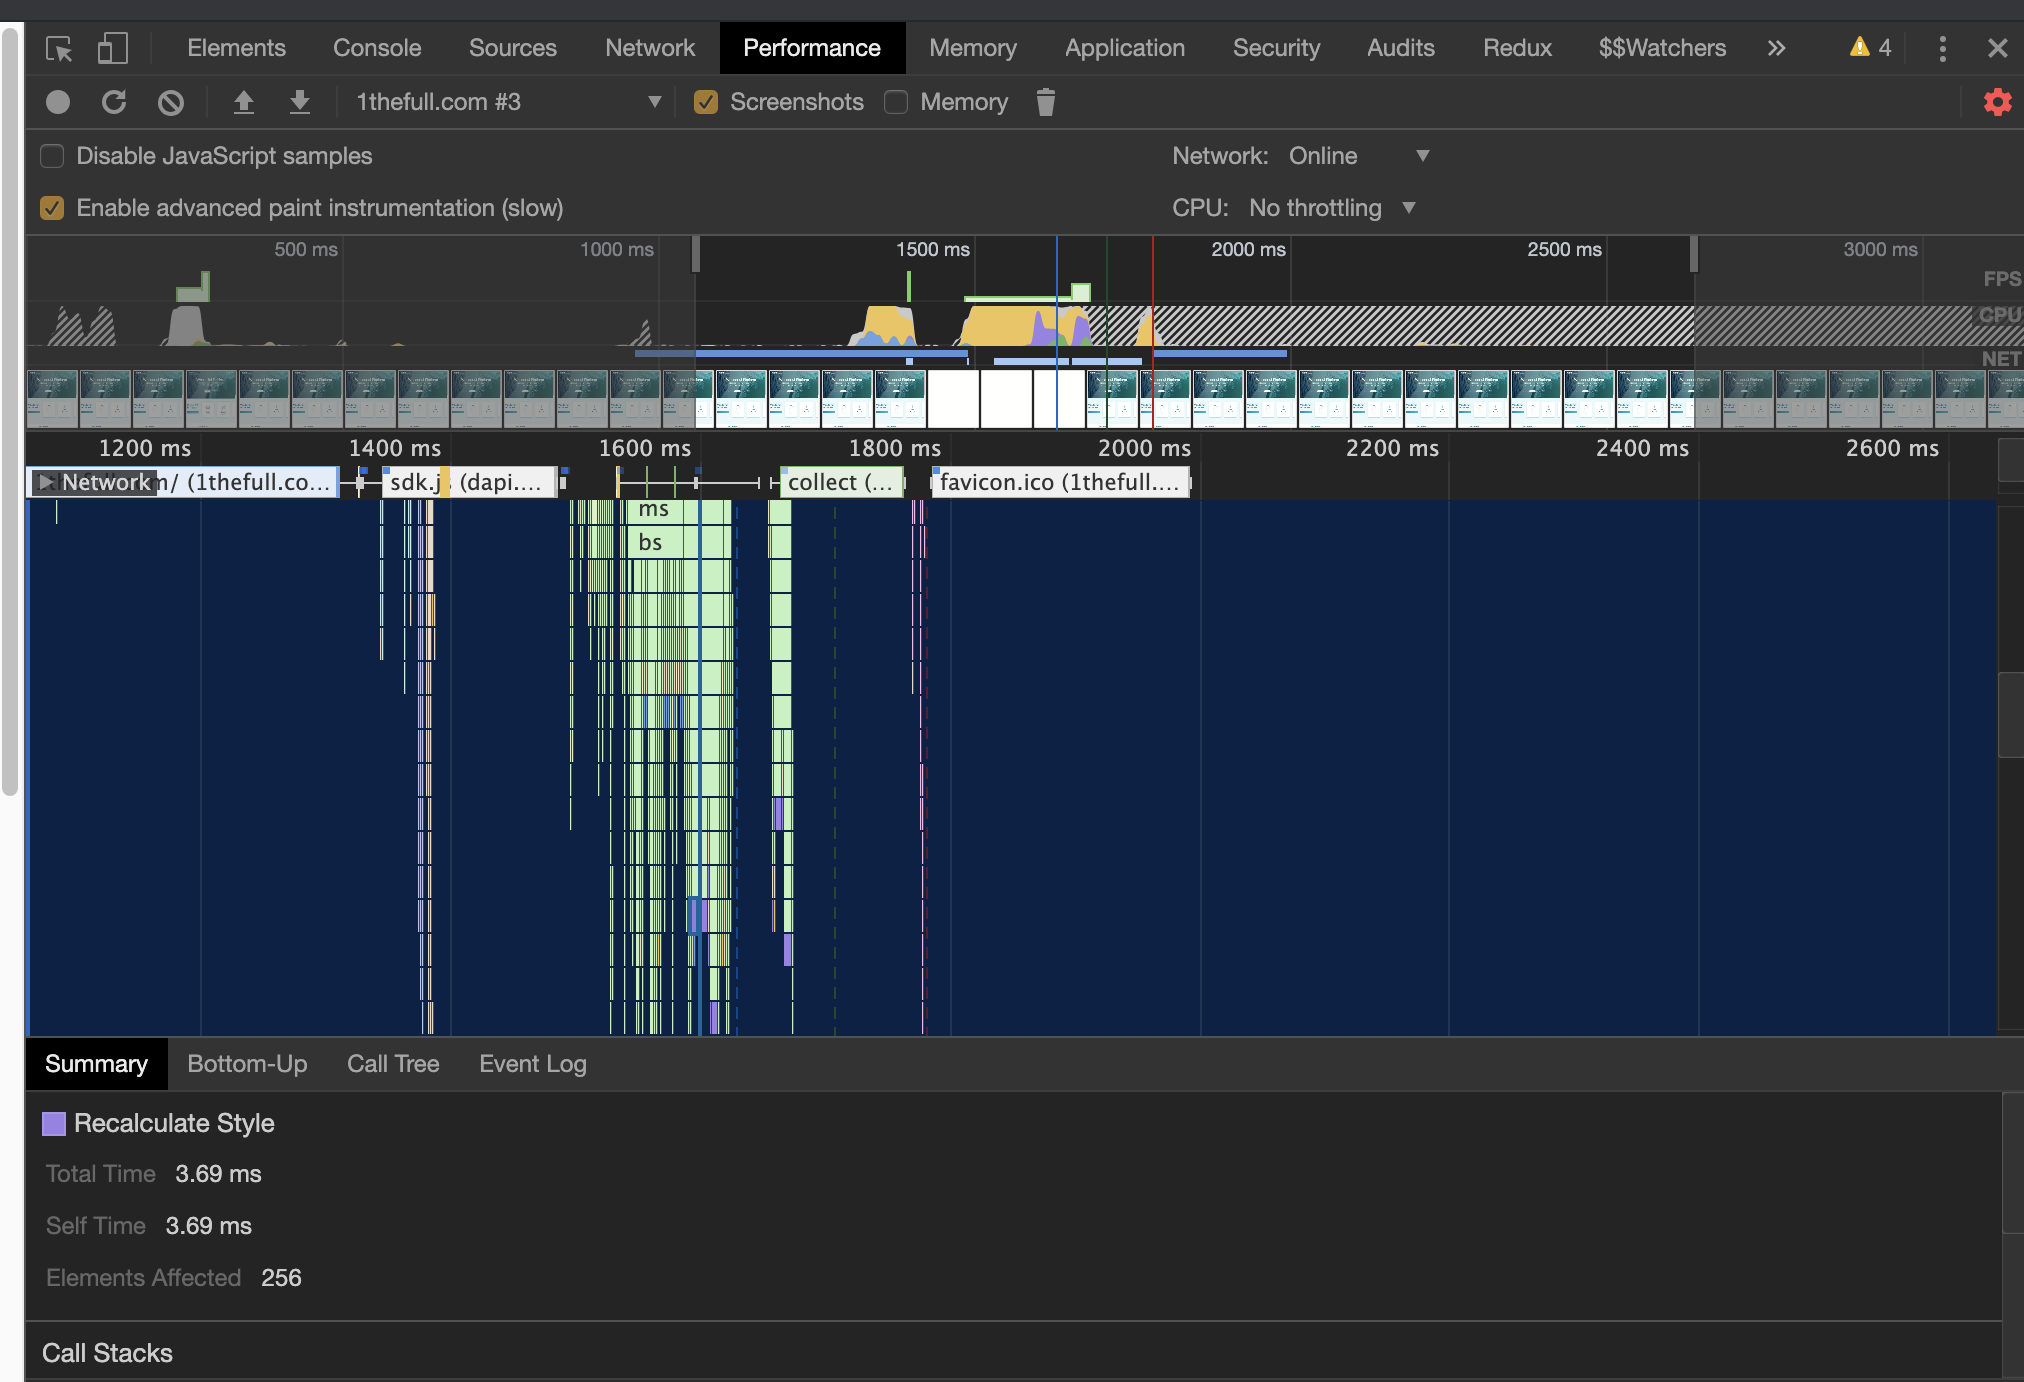 Elements Console Sources Network Performance Memory Application Security Audits Redux $$Watchers » 4
1thefull.com #3 Screenshots Memory
Disable JavaScript samples Network: Online
Enable advanced paint instrumentation (slow) CPU: No throttling
500 ms 1000 ms 1500 ms 2000 ms 2500 ms 3000 ms
FPS
CPU
NET
1200 ms 1400 ms 1600 ms 1800 ms 2000 ms 2200 ms 2400 ms 2600 ms
Network m/ (1thefull.co... sdk.js (dapi.... collect (... favicon.ico (1thefull....
ms
bs
Summary Bottom-Up Call Tree Event Log
Recalculate Style
Total Time 3.69 ms
Self Time 3.69 ms
Elements Affected 256
Call Stacks